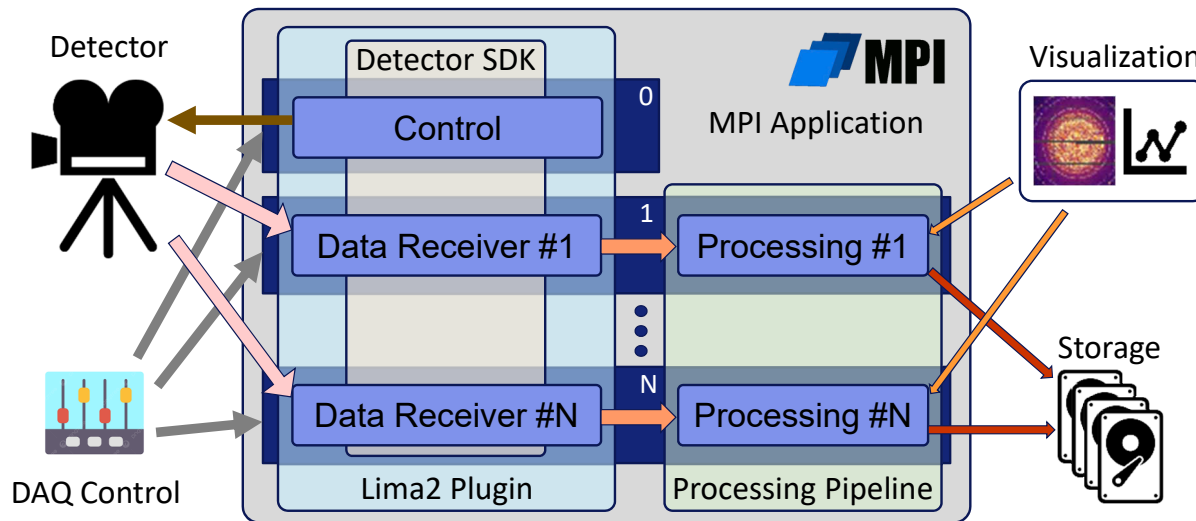 Detector
Detector SDK
MPI
Visualization
0
Control
MPI Application
1
Data Receiver #1
Processing #1
Storage
N
Data Receiver #N
Processing #N
DAQ Control
Lima2 Plugin
Processing Pipeline